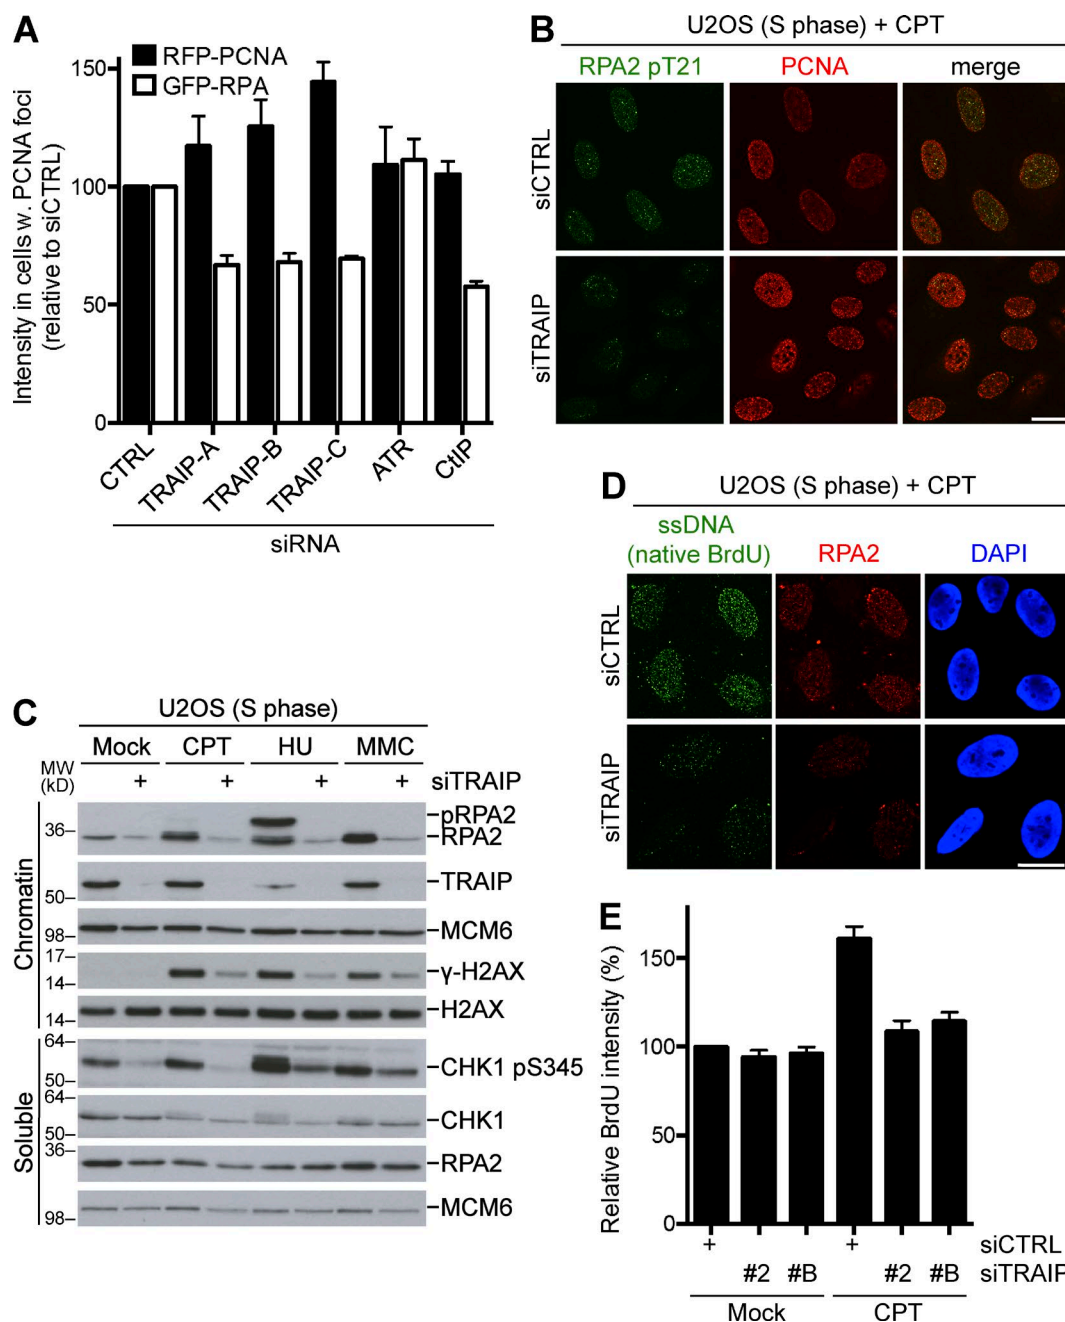 A
RFP-PCNA
GFP-RPA
Intensity in cells w. PCNA foci
(relative to siCTRL)
150
100
50
0
CTRL
TRAIP-A
TRAIP-B
TRAIP-C
ATR
CtIP
siRNA
B
U2OS (S phase) + CPT
RPA2 pT21 PCNA merge
siCTRL
siTRAIP
C
U2OS (S phase)
Mock CPT HU MMC
MW
(kD)
+ + + + siTRAIP
Chromatin
pRPA2
36 RPA2
TRAIP
50
MCM6
98
17
γ-H2AX
14
H2AX
14
Soluble
64
CHK1 pS345
50
64
CHK1
50
36
RPA2
MCM6
98
D
U2OS (S phase) + CPT
ssDNA
(native BrdU) RPA2 DAPI
siCTRL
siTRAIP
E
Relative BrdU intensity (%)
150
100
50
0
+ + siCTRL
#2 #B #2 #B siTRAIP
Mock CPT